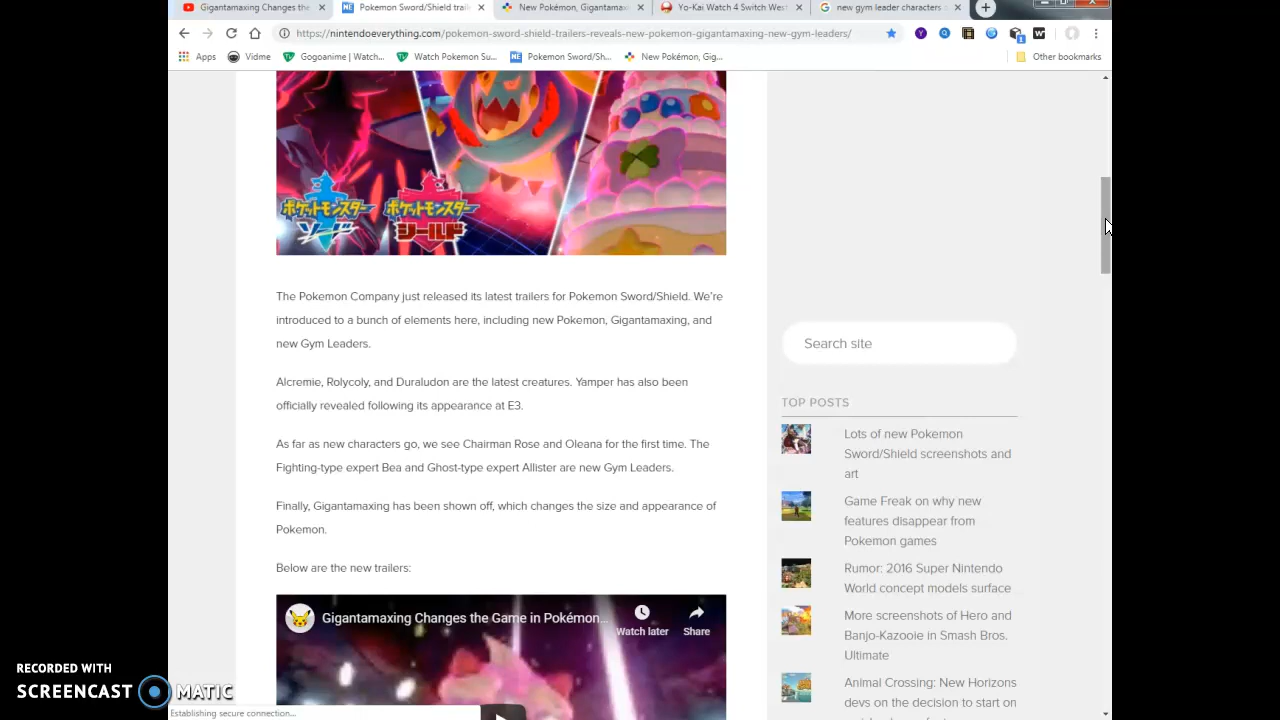 Gigantamaxing Changes the
Pokemon Sword/Shield trail
New Pokémon, Gigantama
Yo-Kai Watch 4 Switch West
new gym leader characters
https://nintendoeverything.com/pokemon-sword-shield-trailers-reveals-new-pokemon-gigantamaxing-new-gym-leaders/
Apps
Vidme
Gogoanime | Watch...
Watch Pokemon Su...
Pokemon Sword/Sh...
New Pokémon, Gig...
Other bookmarks
ポケットモンスター
ソード
ポケットモンスター
シールド
The Pokemon Company just released its latest trailers for Pokemon Sword/Shield. We're
introduced to a bunch of elements here, including new Pokemon, Gigantamaxing, and
new Gym Leaders.
Alcremie, Rolycoly, and Duraludon are the latest creatures. Yamper has also been
officially revealed following its appearance at E3.
As far as new characters go, we see Chairman Rose and Oleana for the first time. The
Fighting-type expert Bea and Ghost-type expert Allister are new Gym Leaders.
Finally, Gigantamaxing has been shown off, which changes the size and appearance of
Pokemon.
Below are the new trailers:
Gigantamaxing Changes the Game in Pokémon...
Watch later
Share
Search site
TOP POSTS
Lots of new Pokemon
Sword/Shield screenshots and
art
Game Freak on why new
features disappear from
Pokemon games
Rumor: 2016 Super Nintendo
World concept models surface
More screenshots of Hero and
Banjo-Kazooie in Smash Bros.
Ultimate
Animal Crossing: New Horizons
devs on the decision to start on
RECORDED WITH
SCREENCAST MATIC
Establishing secure connection...